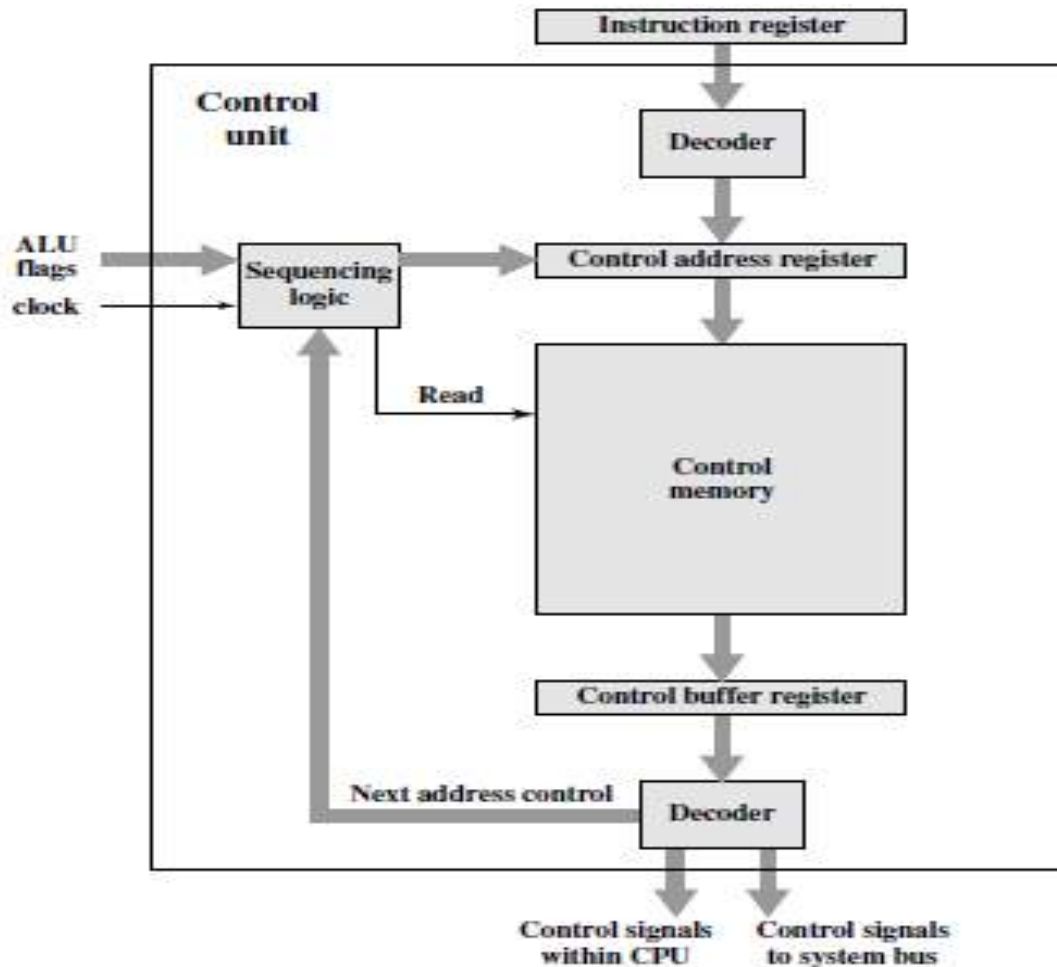 Instruction register
Control
unit
Decoder
ALU
flags
clock
Sequencing
logic
Control address register
Read
Control
memory
Control buffer register
Next address control
Decoder
Control signals
within CPU
Control signals
to system bus